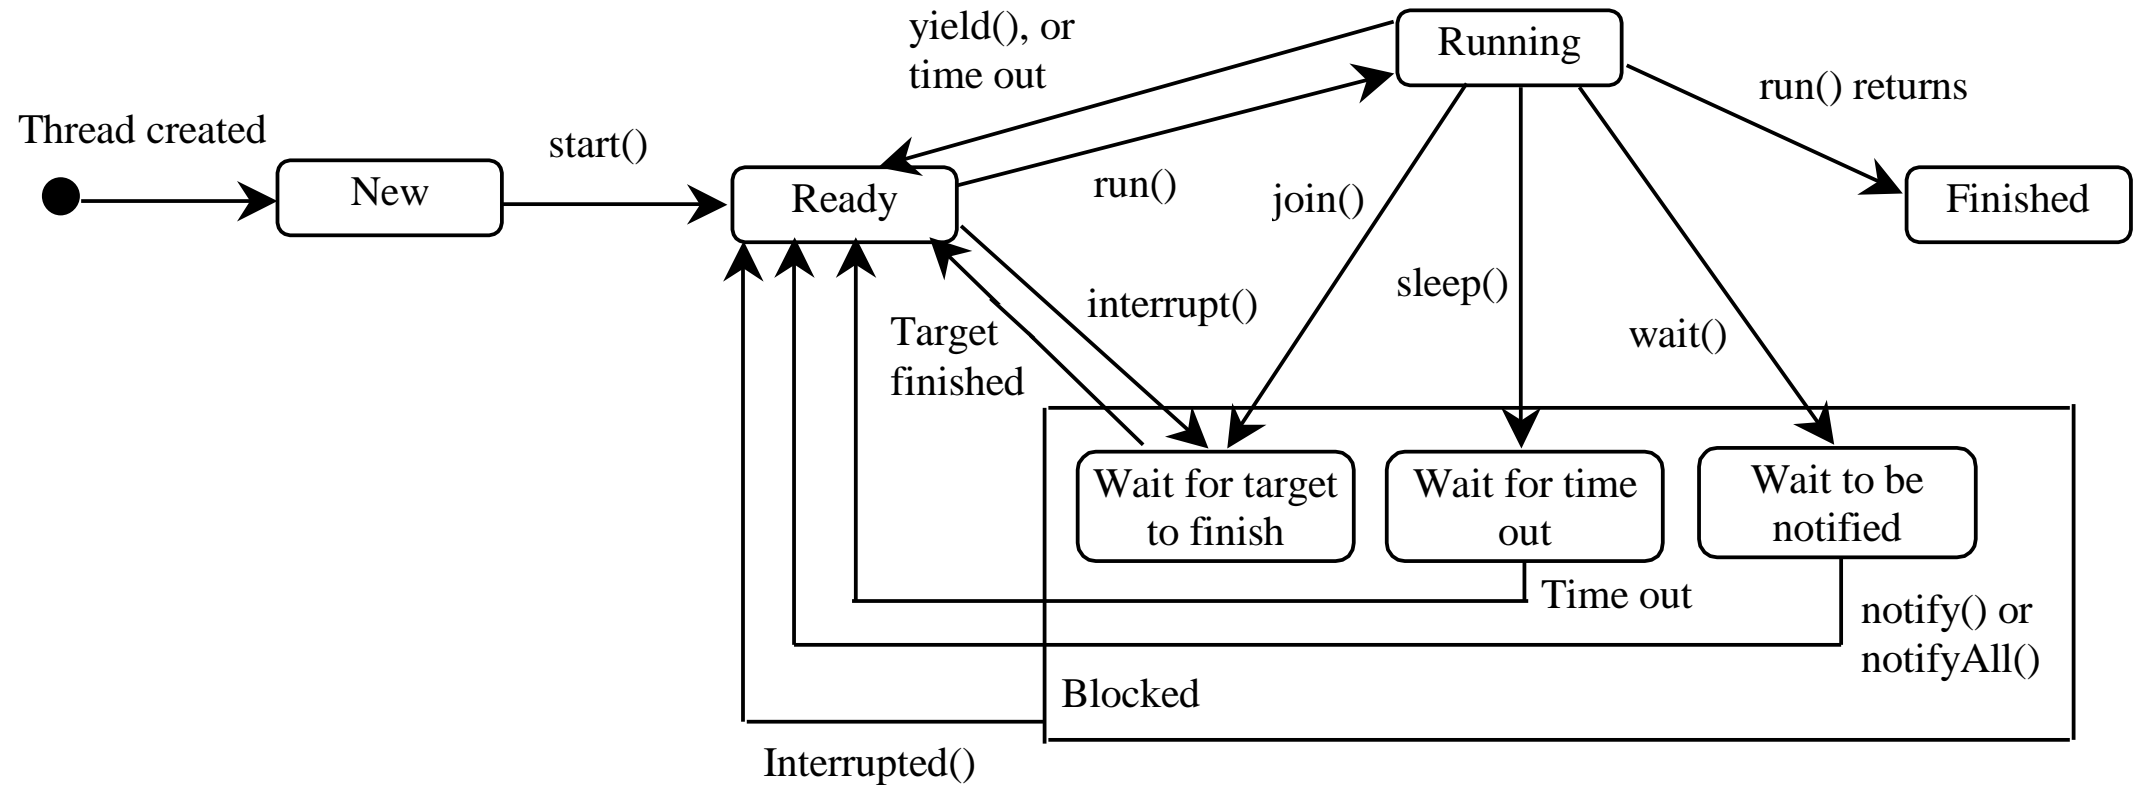 yield(), or
time out
Running
run() returns
Thread created
start()
New
Ready
run()
join()
Finished
sleep()
interrupt()
Target
finished
wait()
Wait for target
to finish
Wait for time
out
Wait to be
notified
Time out
notify() or
notifyAll()
Blocked
Interrupted()